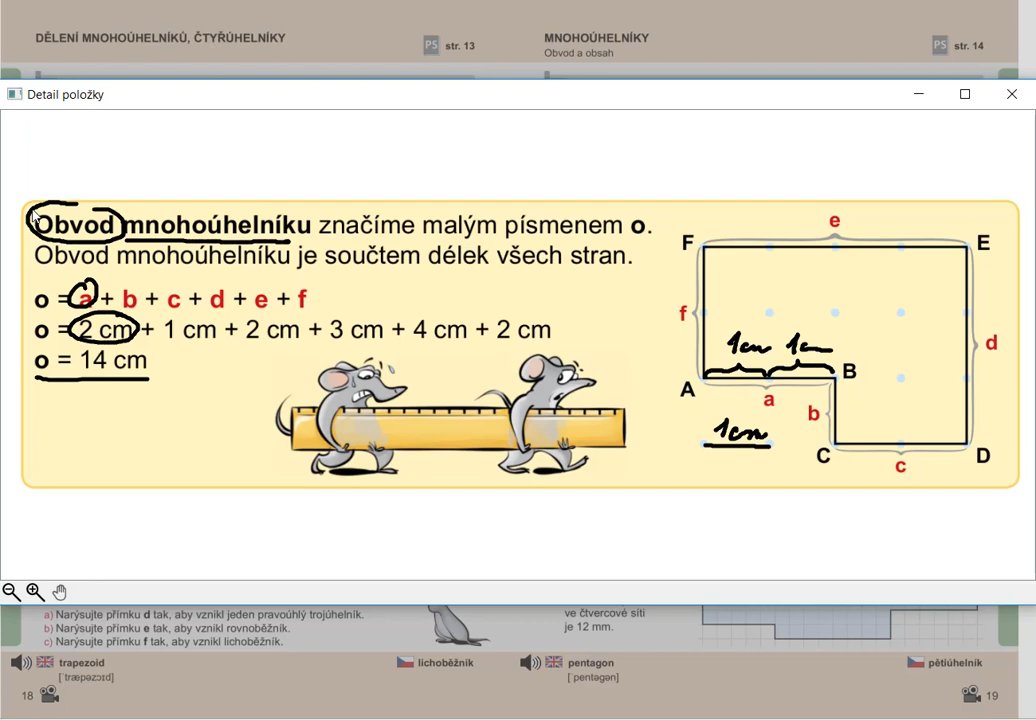 DĚLENÍ MNOHOÚHELNÍKŮ, ČTYŘÚHELNÍKY
PS str. 13
MNOHOÚHELNÍKY
Obvod a obsah
PS str. 14
Detail položky
Obvod mnohoúhelníku značíme malým písmenem o.
Obvod mnohoúhelníku je součtem délek všech stran.
o = a + b + c + d + e + f
o = 2 cm + 1 cm + 2 cm + 3 cm + 4 cm + 2 cm
o = 14 cm
e
F
E
f
d
1cm 1cm
A
B
a
b
1cm
C
D
c
a) Narýsujte přímku d tak, aby vznikl jeden pravoúhlý trojúhelník.
b) Narýsujte přímku e tak, aby vznikl rovnoběžník.
c) Narýsujte přímku f tak, aby vznikl lichoběžník.
ve čtvercové síti
je 12 mm.
trapezoid
[ˈtræpəzɔɪd]
lichoběžník
pentagon
[ˈpentəgən]
pětiúhelník
18
19